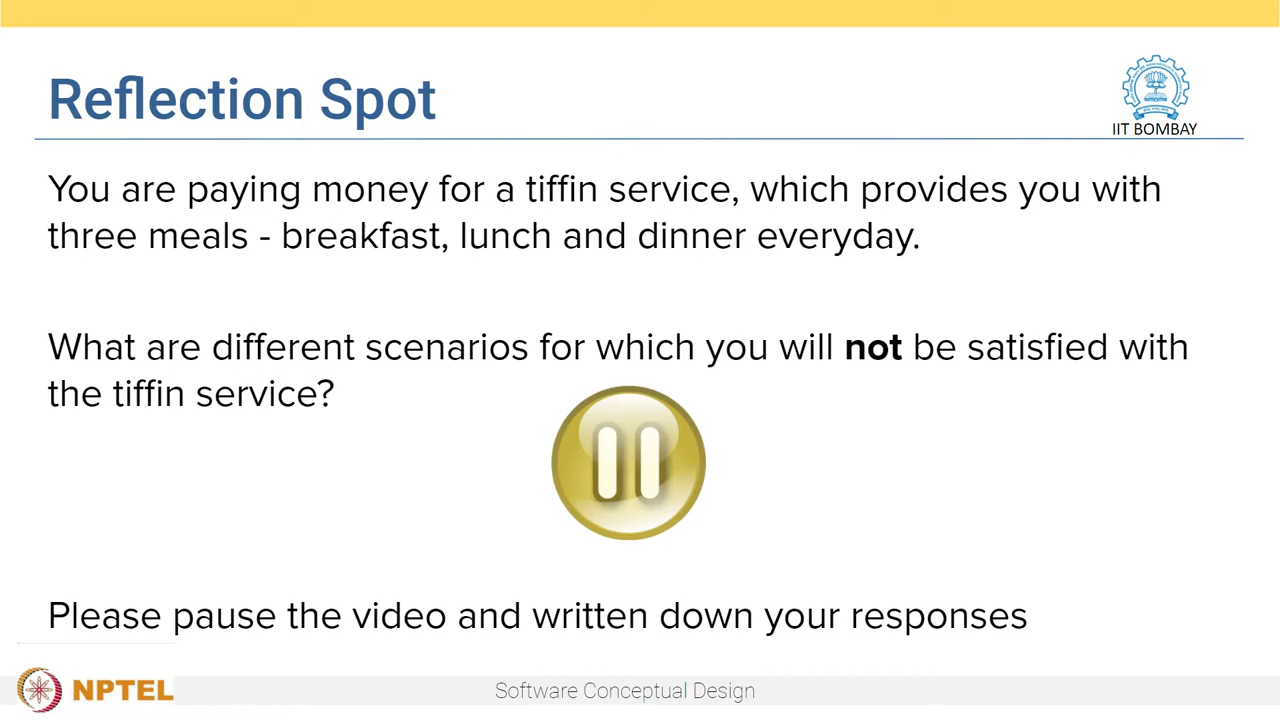 Reflection Spot
IIT BOMBAY
You are paying money for a tiffin service, which provides you with
three meals - breakfast, lunch and dinner everyday.
What are different scenarios for which you will not be satisfied with
the tiffin service?
Please pause the video and written down your responses
NPTEL
Software Conceptual Design